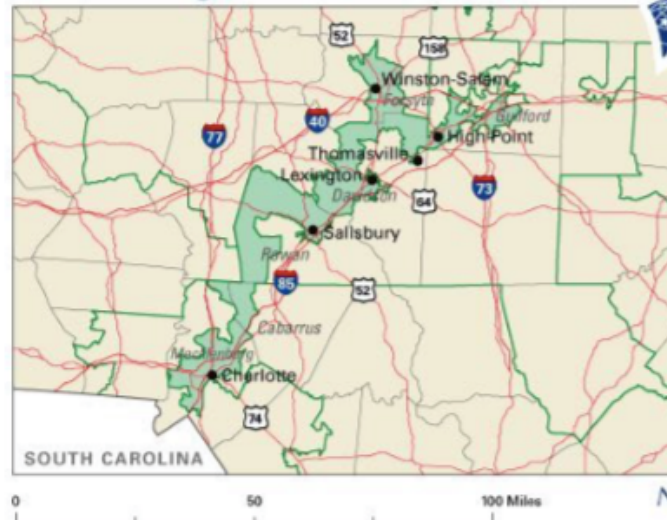 52
158
Winston-Salem
Forsyth
40
Guilford
77
High Point
Thomasville
Lexington
Davidson
64
73
Salisbury
Rowan
85
52
Cabarrus
Mecklenburg
Charlotte
74
SOUTH CAROLINA
0 50 100 Miles
N